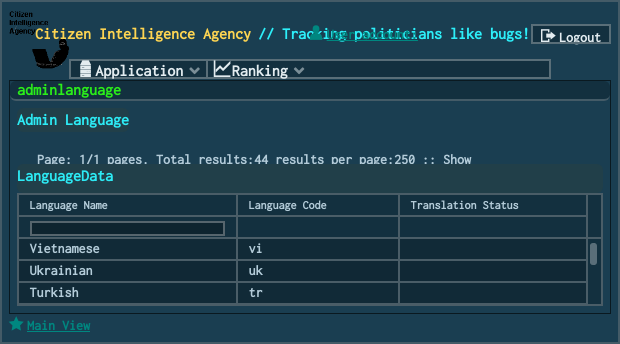 Citizen
Intelligence
Agency
Citizen Intelligence Agency // Tracking politicians like bugs!
Logout
Application
Ranking
adminlanguage
Admin Language
Page: 1/1 pages. Total results:44 results per page:250 :: Show
LanguageData
Language Name Language Code Translation Status
Vietnamese vi
Ukrainian uk
Turkish tr
Main View